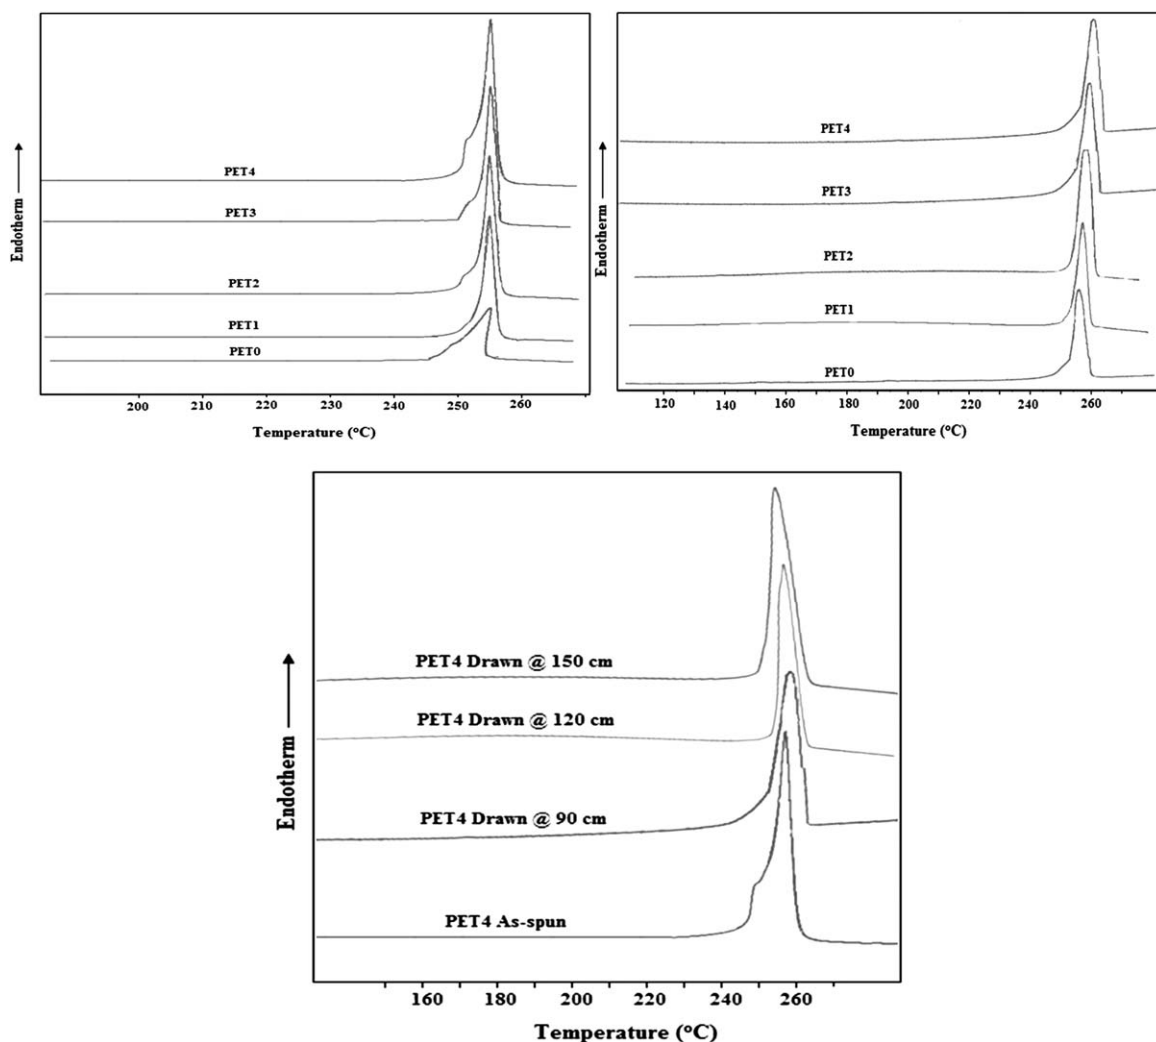 Endotherm
PET4
PET3
PET2
PET1
PET0
200 210 220 230 240 250 260
Temperature (°C)
Endotherm
PET4
PET3
PET2
PET1
PET0
120 140 160 180 200 220 240 260
Temperature (°C)
Endotherm
PET4 Drawn @ 150 cm
PET4 Drawn @ 120 cm
PET4 Drawn @ 90 cm
PET4 As-spun
160 180 200 220 240 260
Temperature (°C)